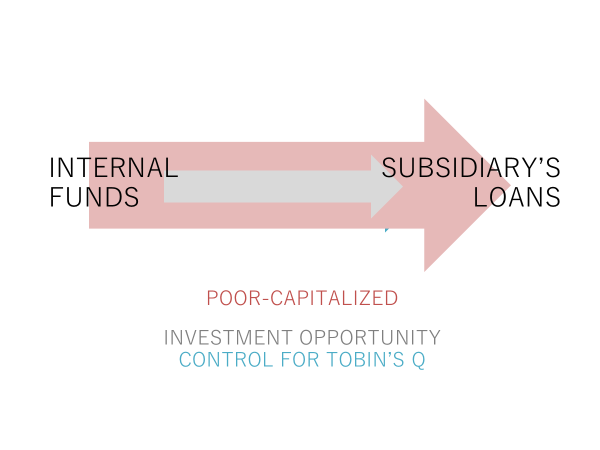 INTERNAL
FUNDS
SUBSIDIARY’S
LOANS
POOR-CAPITALIZED
INVESTMENT OPPORTUNITY
CONTROL FOR TOBIN’S Q